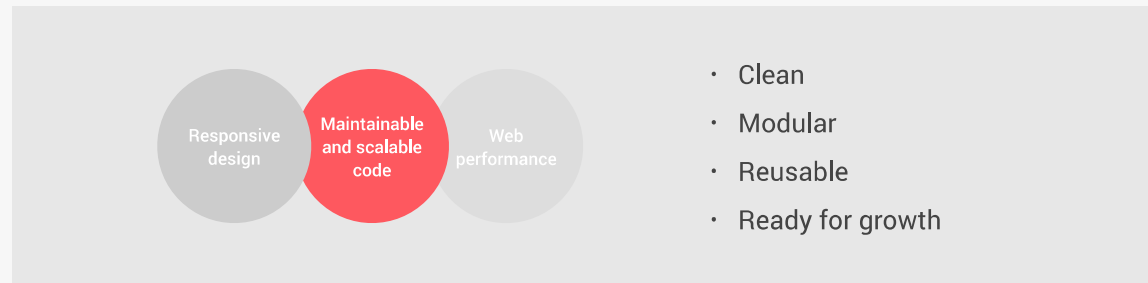 Responsive
design
Maintainable
and scalable
code
Web
performance
· Clean
· Modular
· Reusable
· Ready for growth